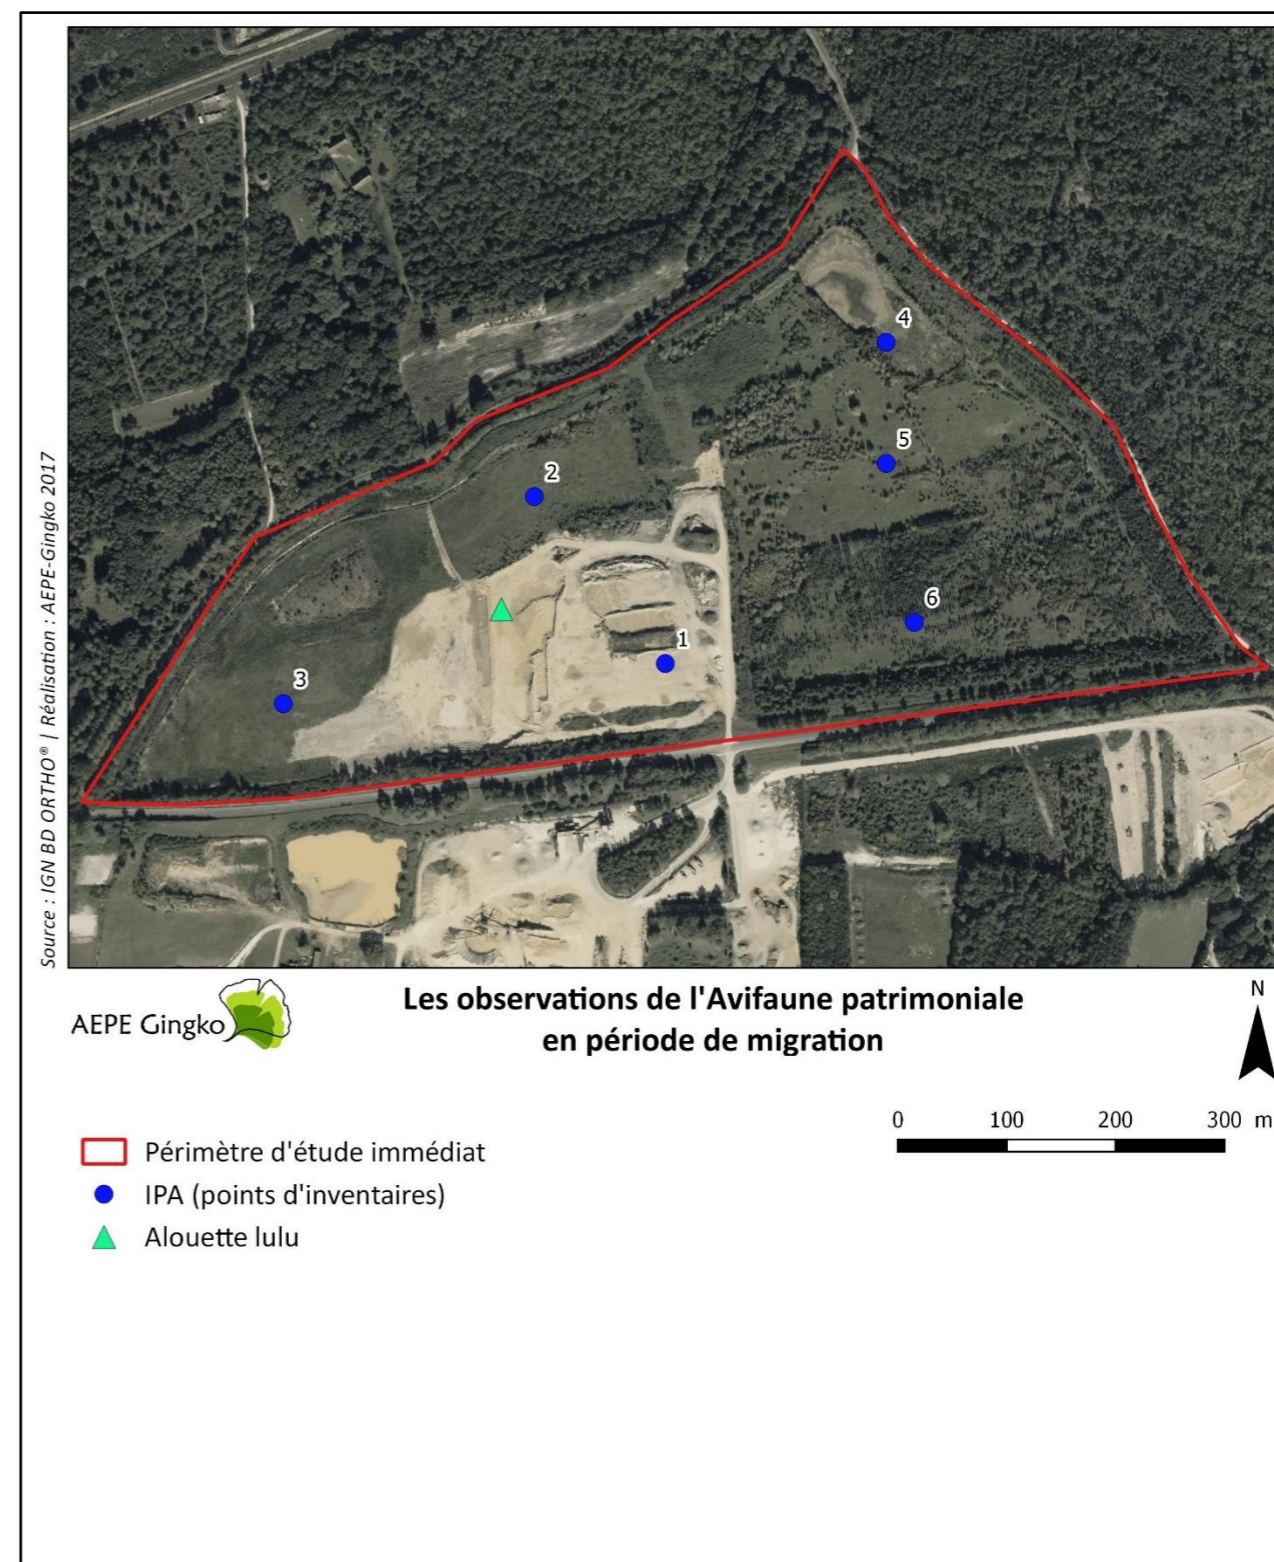 4
5
2
6
1
3
Source : IGN BD ORTHO® | Réalisation : AEPE-Gingko 2017
AEPE Gingko
Les observations de l'Avifaune patrimoniale
en période de migration
N
0 100 200 300 m
Périmètre d'étude immédiat
IPA (points d'inventaires)
Alouette lulu